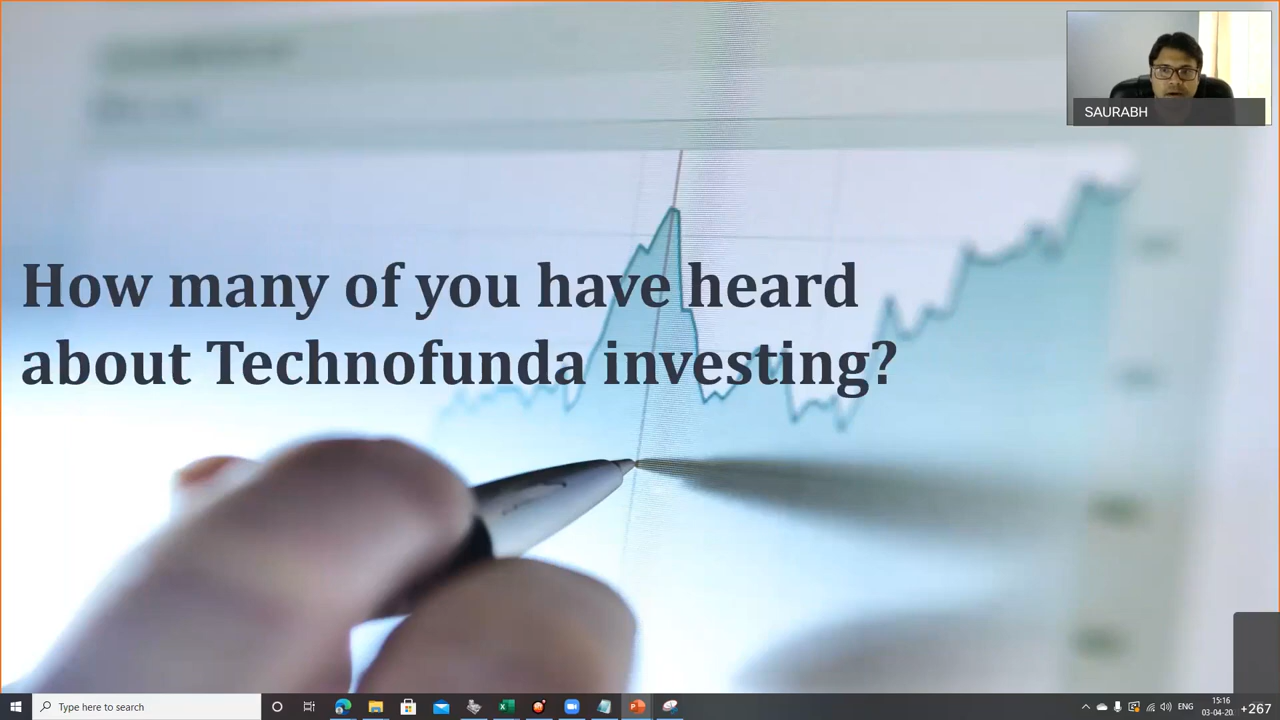 SAURABH
How many of you have heard
about Technofunda investing?
Type here to search
ENG
15:16
03-04-20
+267